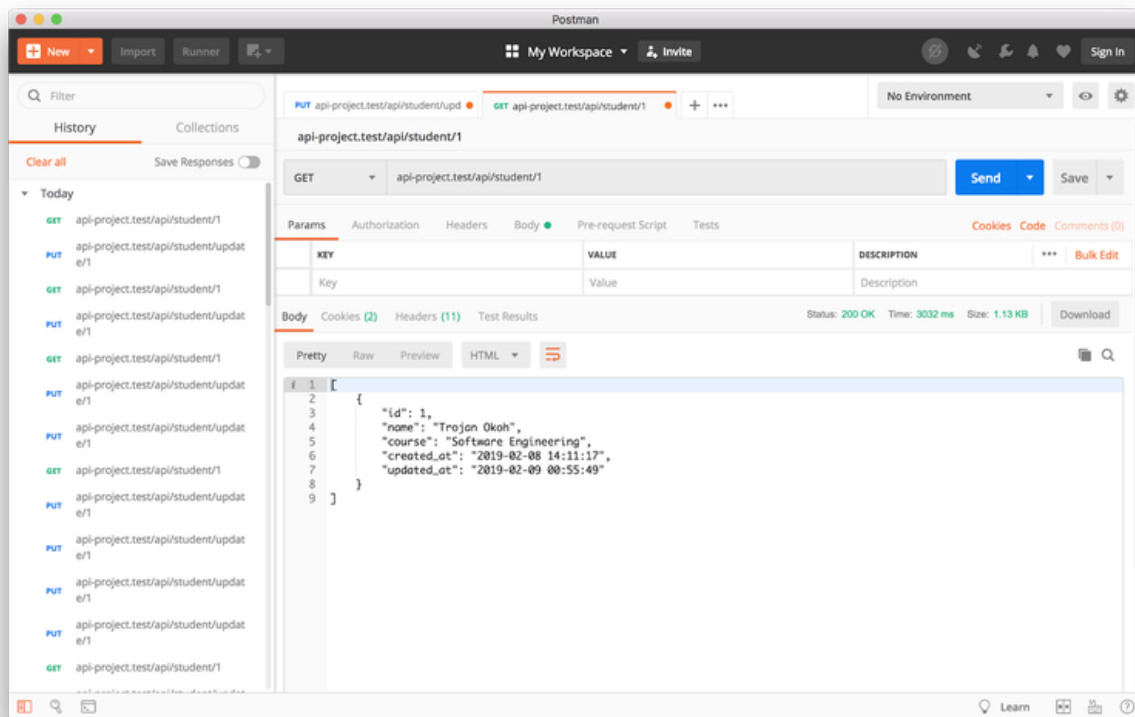 Postman
New Import Runner My Workspace Invite Sign In
Filter
History Collections
Clear all Save Responses
Today
GET api-project.test/api/student/1
PUT api-project.test/api/student/updat
e/1
GET api-project.test/api/student/1
PUT api-project.test/api/student/updat
e/1
GET api-project.test/api/student/1
PUT api-project.test/api/student/updat
e/1
PUT api-project.test/api/student/updat
e/1
GET api-project.test/api/student/1
PUT api-project.test/api/student/updat
e/1
PUT api-project.test/api/student/updat
e/1
PUT api-project.test/api/student/updat
e/1
PUT api-project.test/api/student/updat
e/1
GET api-project.test/api/student/1
PUT api-project.test/api/student/upd GET api-project.test/api/student/1 + ••• No Environment
api-project.test/api/student/1
GET api-project.test/api/student/1 Send Save
Params Authorization Headers Body Pre-request Script Tests Cookies Code Comments (0)
KEY VALUE DESCRIPTION ••• Bulk Edit
Key Value Description
Body Cookies (2) Headers (11) Test Results Status: 200 OK Time: 3032 ms Size: 1.13 KB Download
Pretty Raw Preview HTML
i 1 [
2 {
3 "id": 1,
4 "name": "Trojan Okoh",
5 "course": "Software Engineering",
6 "created_at": "2019-02-08 14:11:17",
7 "updated_at": "2019-02-09 00:55:49"
8 }
9 ]
Learn ?